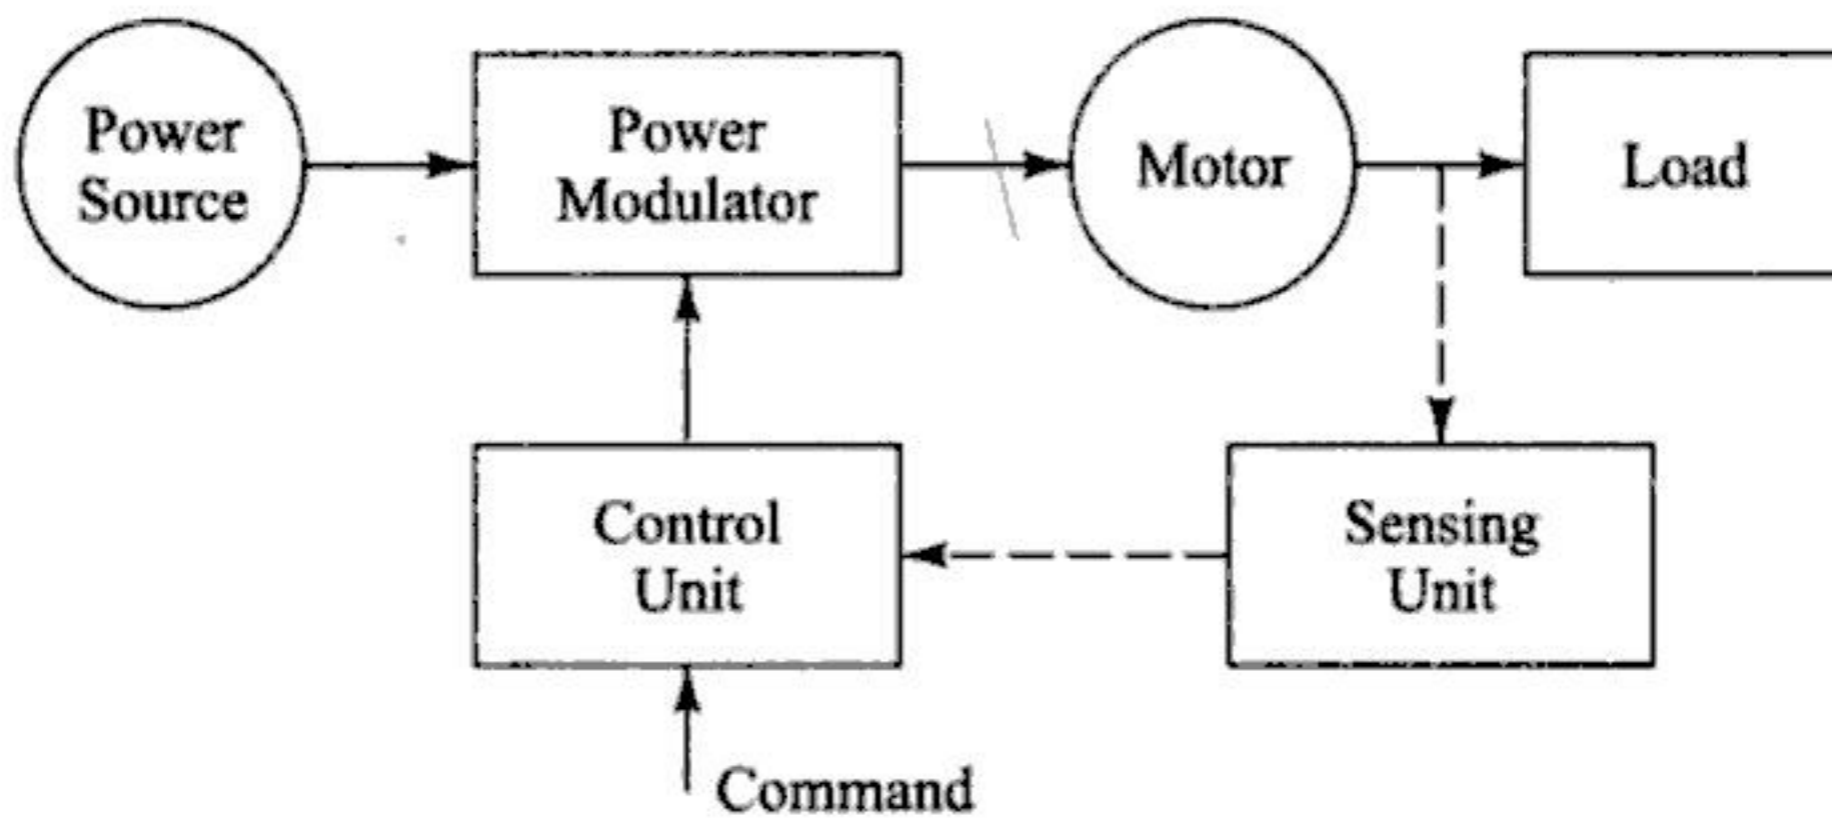 Power
Source
Power
Modulator
Motor
Load
Control
Unit
Sensing
Unit
Command